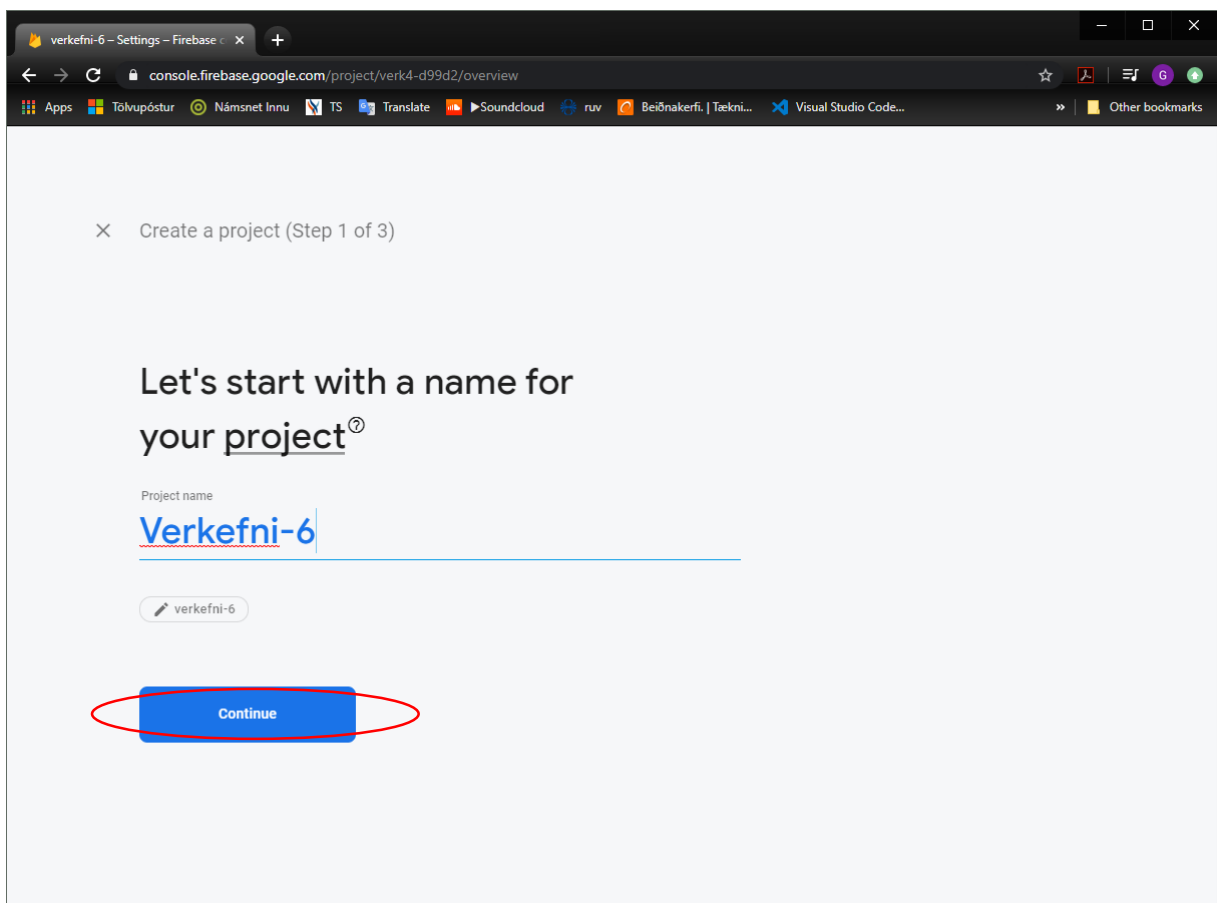 verkefni-6 – Settings – Firebase c
console.firebase.google.com/project/verk4-d99d2/overview
G
Apps Tölvupóstur Námsnet Innu TS Translate ▶Soundcloud ruv Beiðnakerfi. | Tækni... Visual Studio Code... » Other bookmarks
Create a project (Step 1 of 3)
Let's start with a name for
your project
Project name
Verkefni-6
verkefni-6
Continue